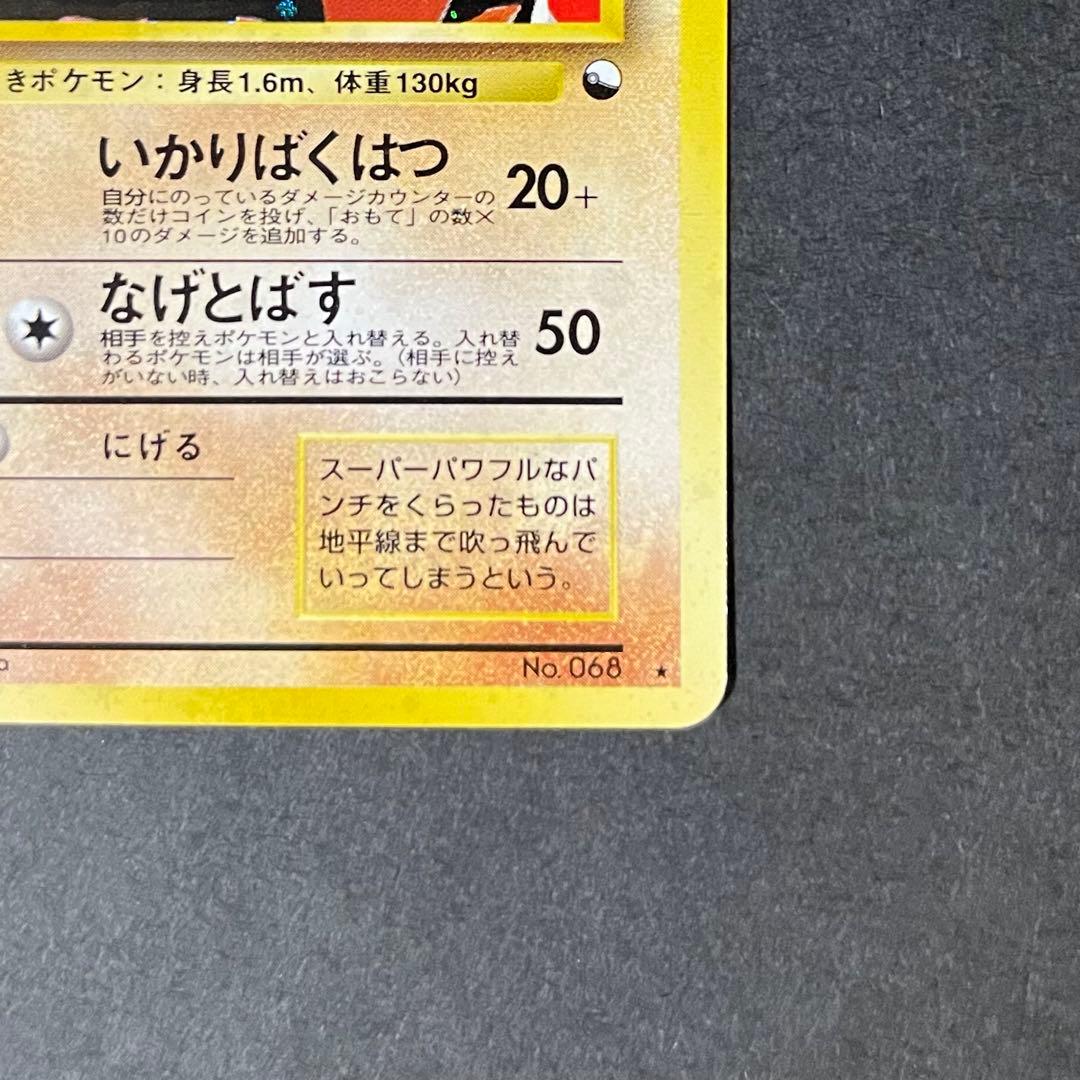 きポケモン：身長1.6m、体重130kg
いかりばくはつ 20+
自分にのっているダメージカウンターの
数だけコインを投げ、「おもて」の数×
10のダメージを追加する。
なげとばす 50
相手を控えポケモンと入れ替える。入れ替
わるポケモンは相手が選ぶ。（相手に控え
がいない時、入れ替えはおこらない）
にげる
スーパーパワフルなパ
ンチをくらったものは
地平線まで吹っ飛んで
いってしまうという。
a No. 068 ★